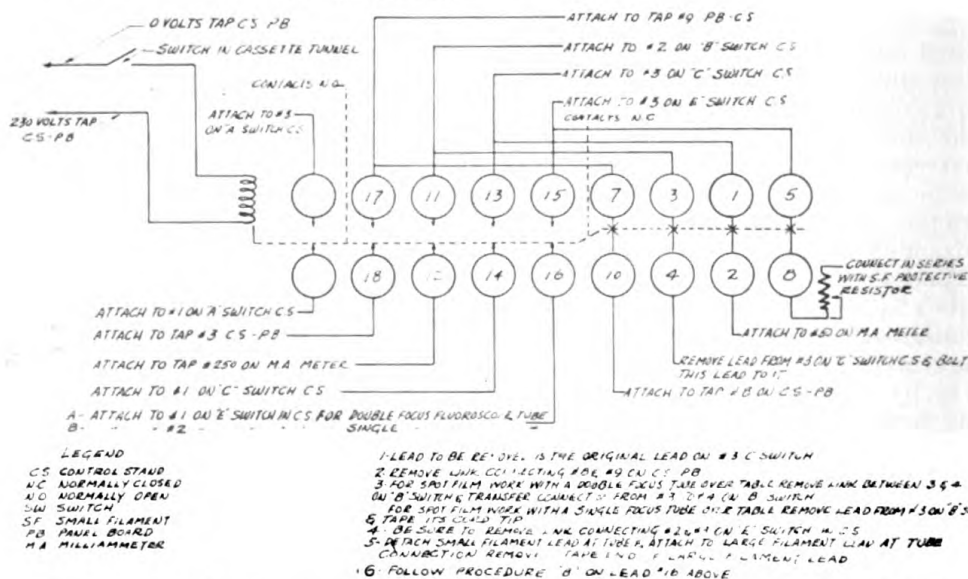 0 VOLTS TAP CS-PB
SWITCH IN CASSETTE TUNNEL
CONTACTS N.O.
230 VOLTS TAP
CS-PB
ATTACH TO #3
ON "A" SWITCH CS
ATTACH TO TAP #9 PB-CS
ATTACH TO #2 ON "B" SWITCH CS
ATTACH TO #3 ON "C" SWITCH CS
ATTACH TO #3 ON "E" SWITCH CS
CONTACTS N.C
17 11 13 15 7 3 1 5
18 14 16 10 4 2 8
CONNECT IN SERIES
WITH S.F. PROTECTIVE
RESISTOR
ATTACH TO #1 ON "A" SWITCH CS
ATTACH TO TAP #3 CS-PB
ATTACH TO TAP #250 ON MA METER
ATTACH TO #1 ON "C" SWITCH CS
A- ATTACH TO #1 ON "E" SWITCH IN CS FOR DOUBLE FOCUS TUBE
B- " #2 SINGLE
ATTACH TO #50 ON M.A METER
REMOVE LEAD FROM #3 ON "C" SWITCH CS & BOLT
THIS LEAD TO IT
ATTACH TO TAP #8 ON CS-PB
LEGEND
CS CONTROL STAND
NC NORMALLY CLOSED
NO NORMALLY OPEN
SW SWITCH
SF SMALL FILAMENT
PB PANEL BOARD
MA MILLIAMMETER
1-LEAD TO BE IS THE ORIGINAL LEAD ON #3 C SWITCH
2 REMOVE LINK CONNECTING #8 & #9 ON CS PB
3 FOR SPOT FILM WORK WITH A DOUBLE FOCUS TUBE OVER TABLE REMOVE LINK BETWEEN 3 & 4
ON "B" SWITCH & TRANSFER FROM #3 #4 ON B SWITCH
FOR SPOT FILM WORK WITH A SINGLE FOCUS TUBE OVER TABLE REMOVE LEAD FROM #3 ON "B" S
& TAPE ITS TIP
4- BE SURE TO REMOVE LINK CONNECTING #2 & ON "E" SWITCH IN CS
5- DETACH SMALL FILAMENT LEAD AT TUBE & ATTACH TO LARGE FILAMENT LEAD AT TUBE
CONNECTION REMOVE TAPE END LARGE FILAMENT LEAD
6- FOLLOW PROCEDURE "B" ON LEAD #16 ABOVE